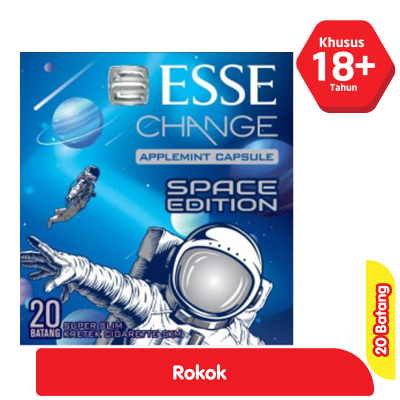 Khusus
18+
Tahun
ESSE
CHANGE
APPLEMINT CAPSULE
SPACE
EDITION
20
BATANG
SUPER SLIM
KRETEK CIGARETTE SKM
20 Batang
Rokok